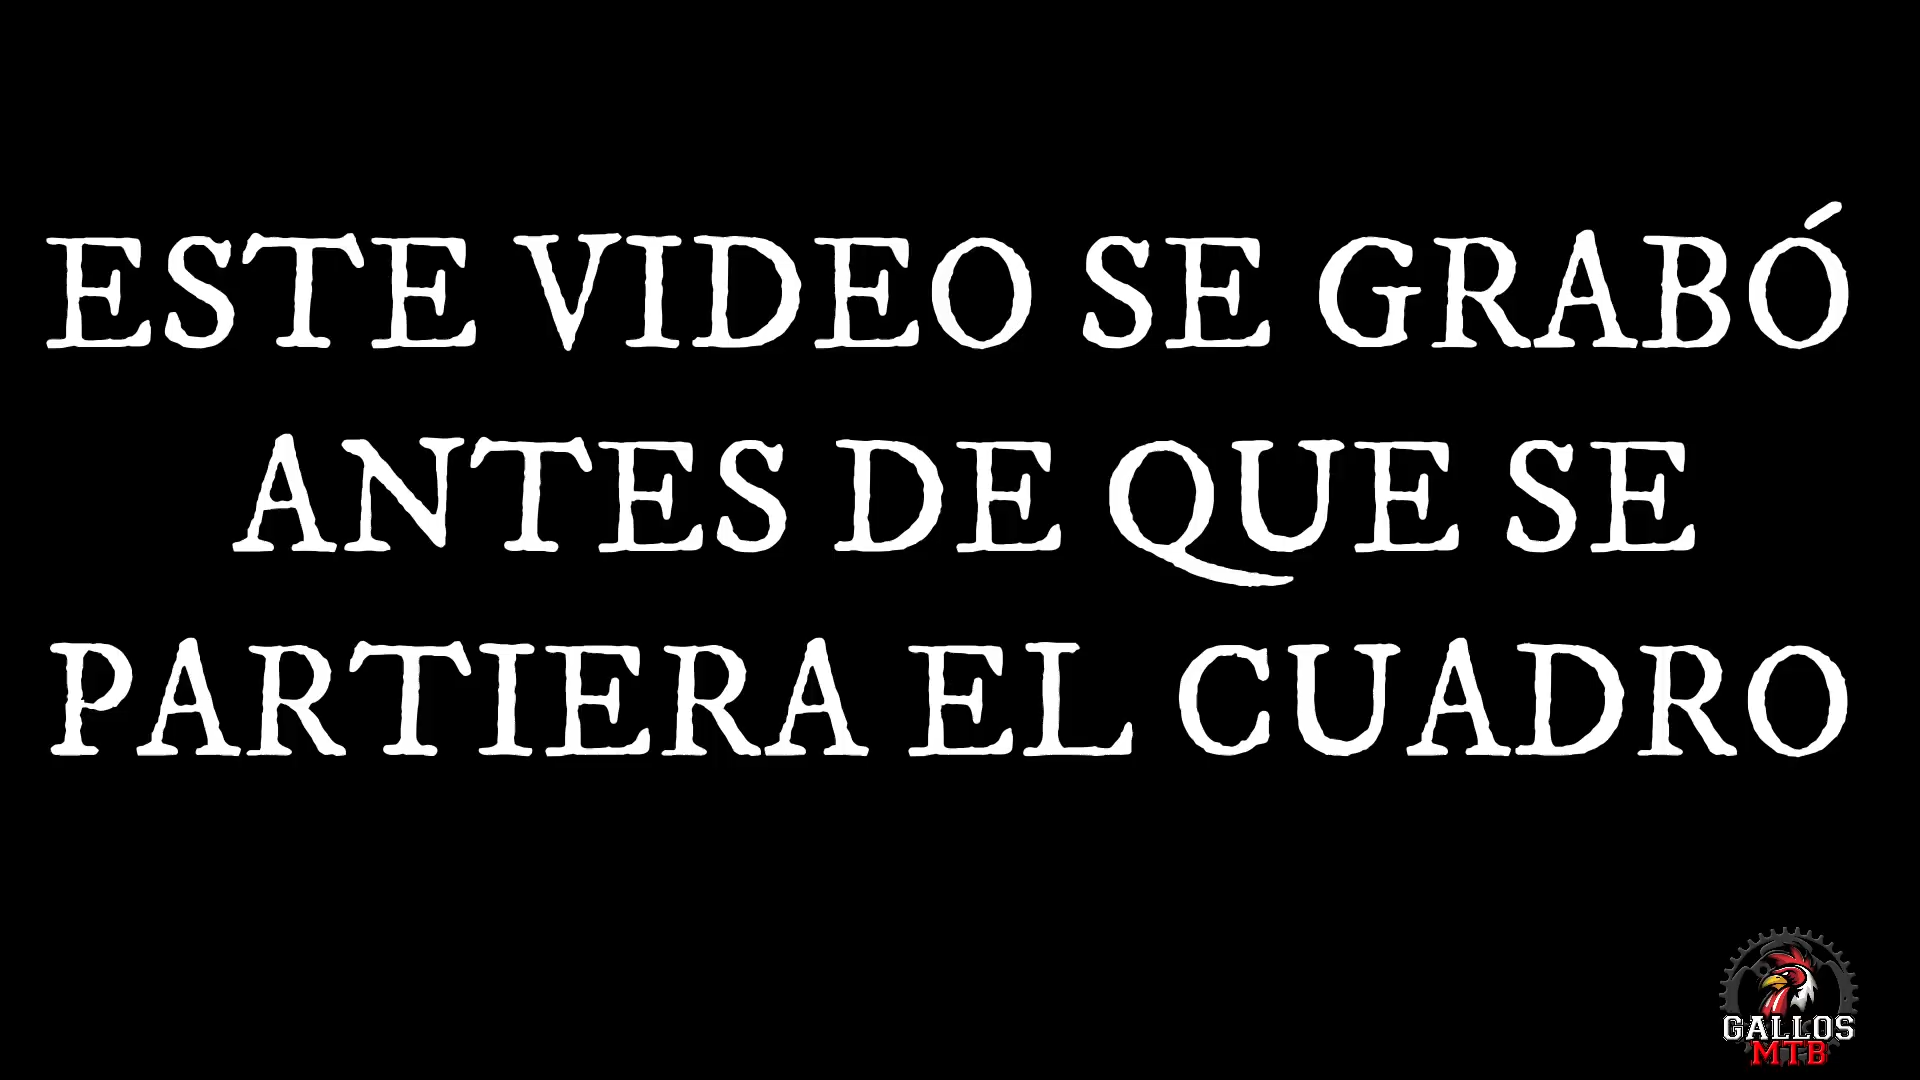 ESTE VIDEO SE GRABÓ
ANTES DE QUE SE
PARTIERA EL CUADRO
GALLOS
MTB